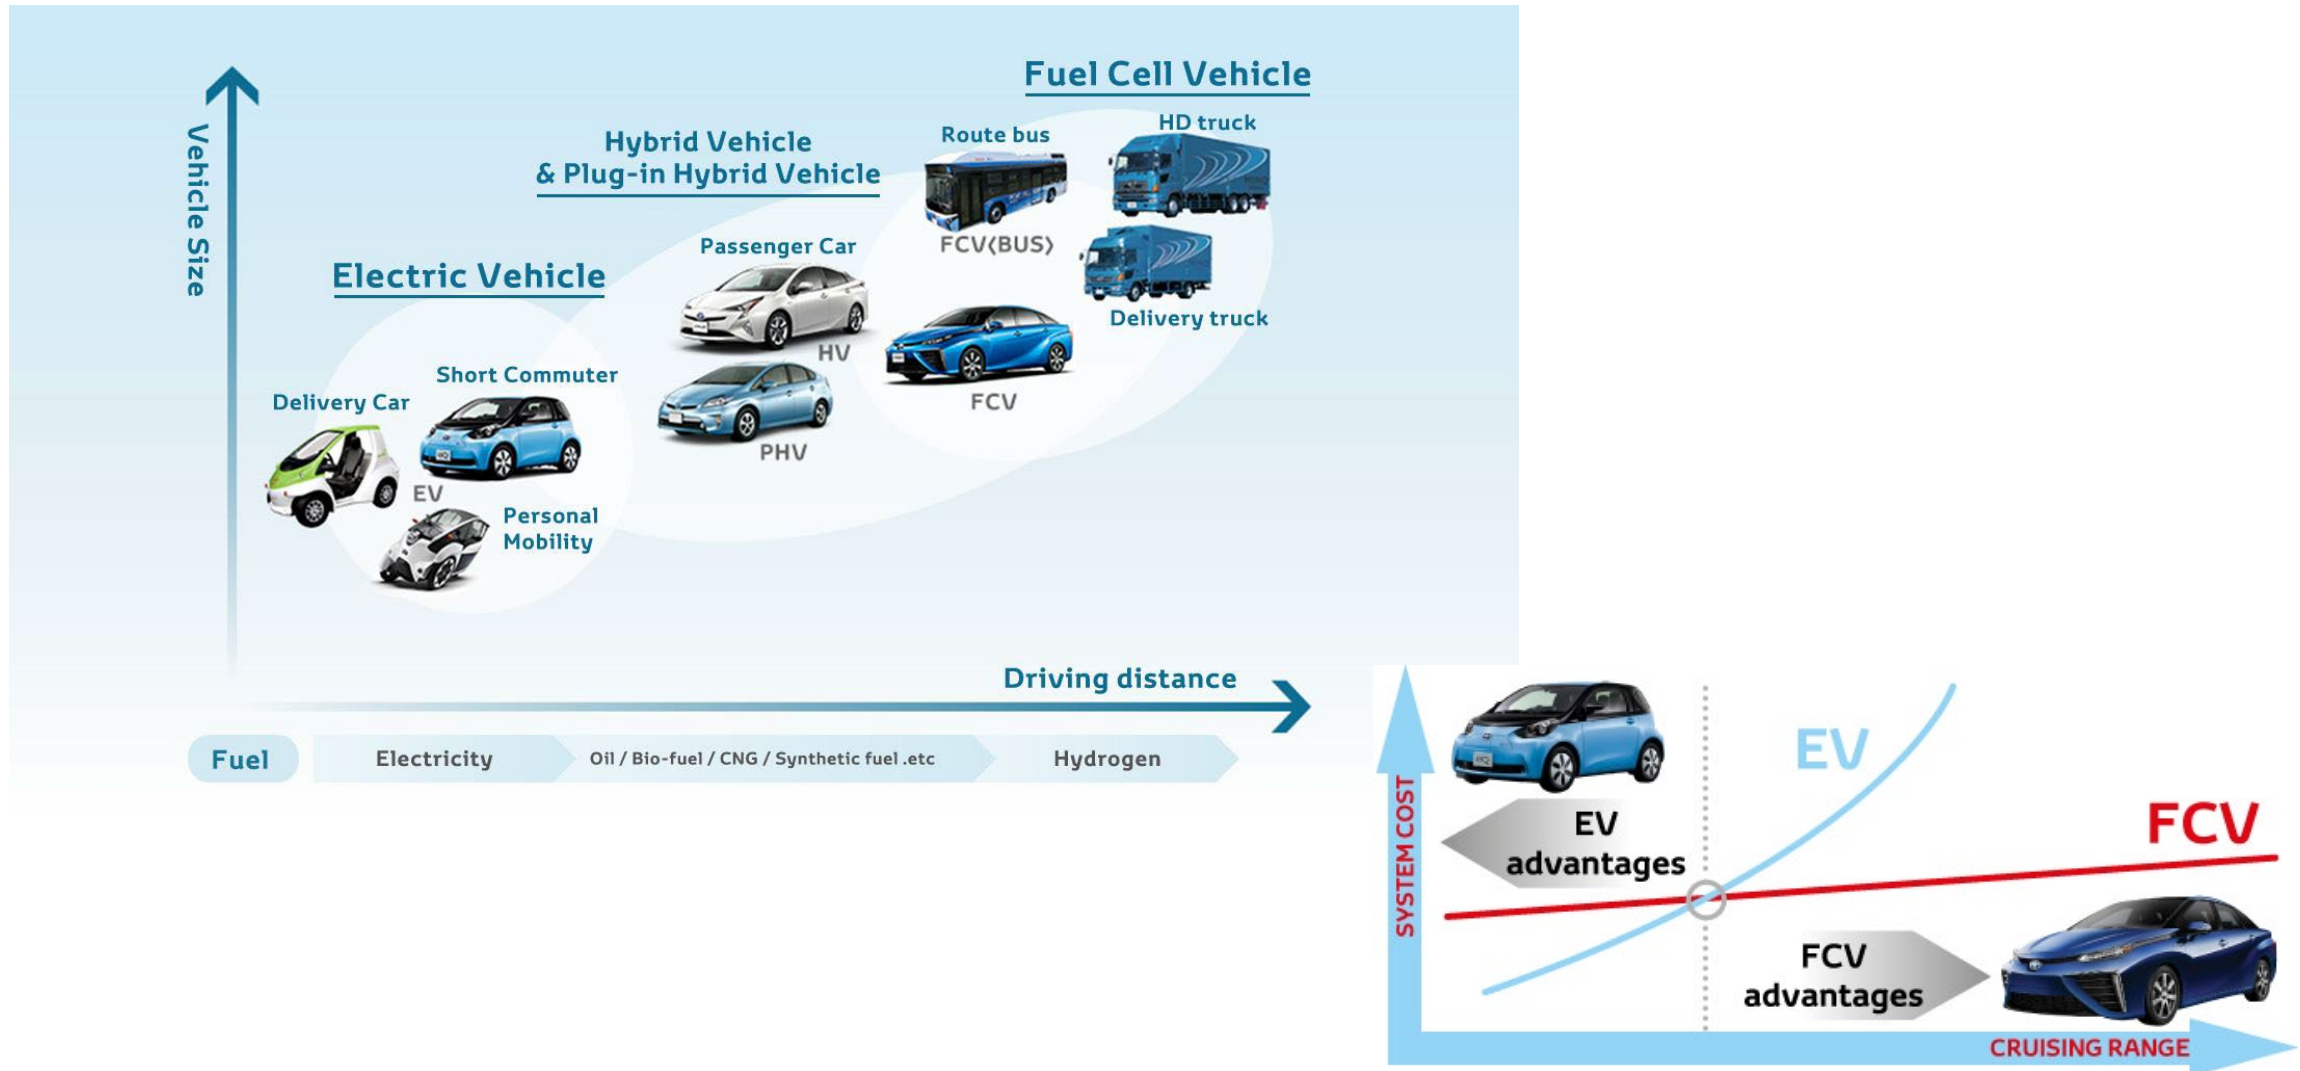 Fuel Cell Vehicle
HD truck
Route bus
Hybrid Vehicle
& Plug-in Hybrid Vehicle
Vehicle Size
FCV(BUS)
Passenger Car
Electric Vehicle
Delivery truck
HV
Short Commuter
FCV
Delivery Car
PHV
EV
Personal
Mobility
Driving distance
Fuel
Electricity
Oil / Bio-fuel / CNG / Synthetic fuel .etc
Hydrogen
EV
SYSTEM COST
EV
advantages
FCV
FCV
advantages
CRUISING RANGE